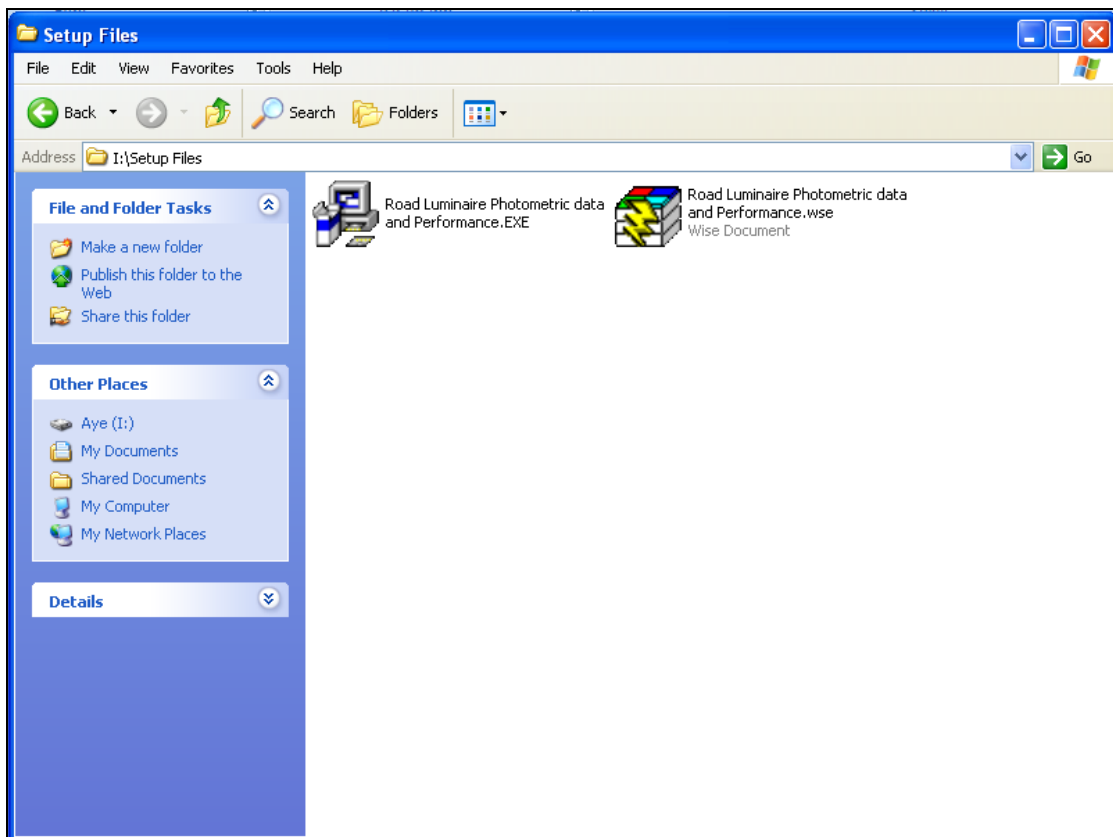 Setup Files
File Edit View Favorites Tools Help
Back Search Folders
Address I:\Setup Files Go
File and Folder Tasks
Make a new folder
Publish this folder to the
Web
Share this folder
Other Places
Aye (I:)
My Documents
Shared Documents
My Computer
My Network Places
Details
Road Luminaire Photometric data
and Performance.EXE
Road Luminaire Photometric data
and Performance.wse
Wise Document